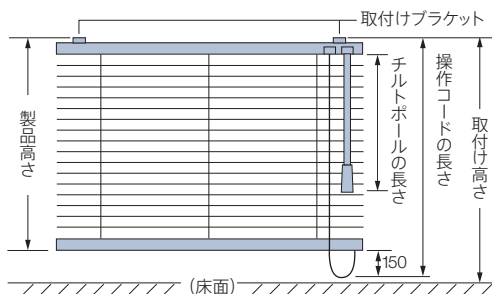 取付けブラケット
製品高さ
チルトポールの長さ
操作コードの長さ
取付け高さ
150
(床面)